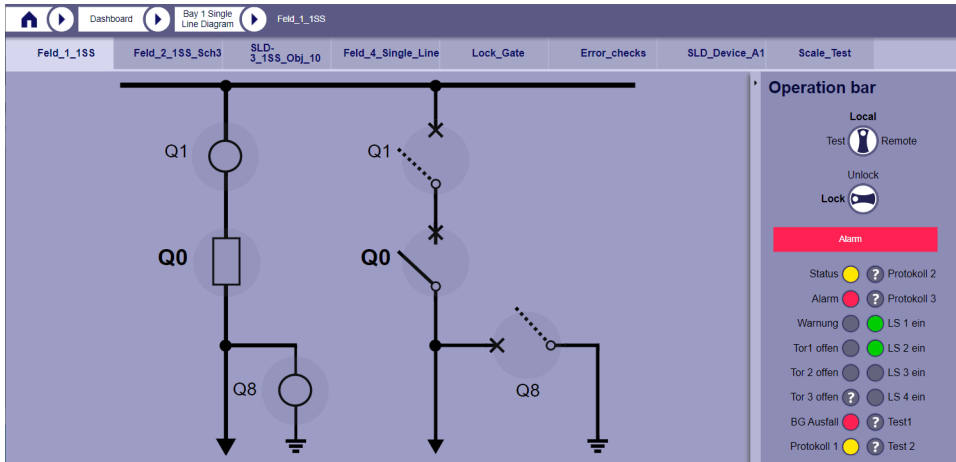 Dashboard
Bay 1 Single
Line Diagram
Feld_1_1SS
Feld_1_1SS
Feld_2_1SS_Sch3
SLD-
3_1SS_Obj_10
Feld_4_Single_Line
Lock_Gate
Error_checks
SLD_Device_A1
Scale_Test
Q1
Q0
Q8
Q1
Q0
Q8
Operation bar
Local
Test Remote
Unlock
Lock
Alarm
Status ? Protokoll 2
Alarm ? Protokoll 3
Warnung LS 1 ein
Tor1 offen LS 2 ein
Tor 2 offen LS 3 ein
Tor 3 offen ? LS 4 ein
BG Ausfall ? Test1
Protokoll 1 ? Test 2